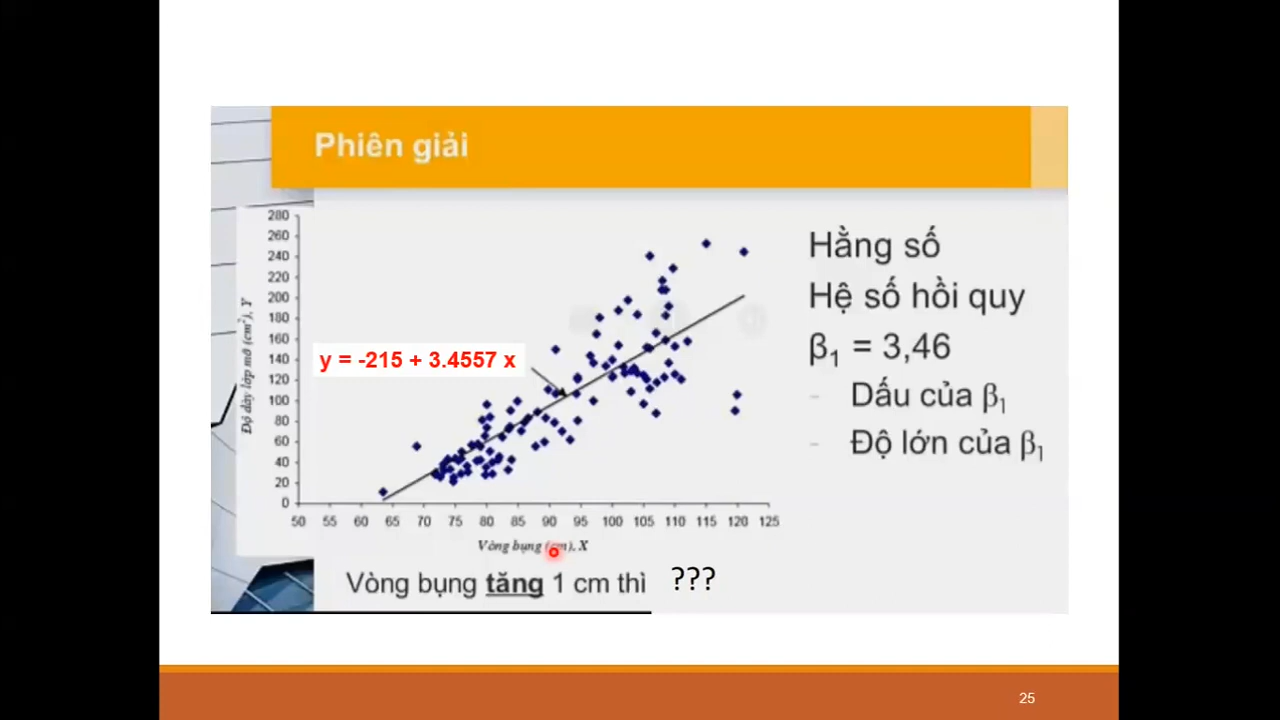 Phiên giải
280
260
240
220
200
180
160
140
120
100
80
60
40
20
0
Độ dày lớp mỡ (cm²), Y
y = -215 + 3.4557 x
50 55 60 65 70 75 80 85 90 95 100 105 110 115 120 125
Vòng bụng (cm), X
Hằng số
Hệ số hồi quy
β1 = 3,46
- Dấu của β1
- Độ lớn của β1
Vòng bụng tăng 1 cm thì ???
25